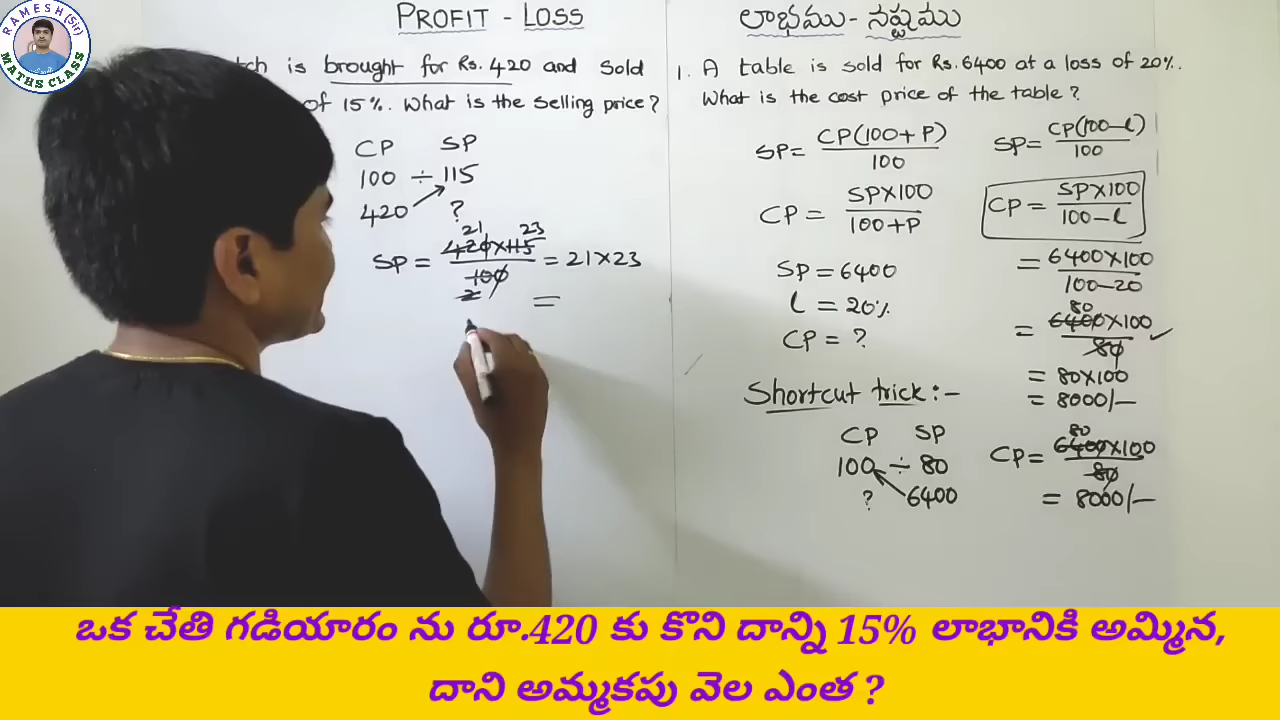 RAMESH (Sir)
MATHS CLASS
PROFIT - LOSS
is brought for Rs. 420 and Sold
of 15%. What is the Selling price?
CP SP
100 ÷ 115
420 ?
21 23
SP = 420×115 = 21×23
100
2 =
లాభము - నష్టము
1. A table is sold for Rs. 6400 at a loss of 20%.
What is the cost price of the table?
SP = CP(100+P)
100
CP = SP×100
100+P
SP = 6400
l = 20%
CP = ?
SP = CP(100-l)
100
CP = SP×100
100-l
= 6400×100
100-20
80
= 6400×100 ✓
80
= 80×100
= 8000/-
Shortcut trick :-
CP SP
100 ÷ 80
? 6400
80
CP = 6400×100
80
= 8000/-
ఒక చేతి గడియారం ను రూ.420 కు కొని దాన్ని 15% లాభానికి అమ్మిన,
దాని అమ్మకపు వెల ఎంత ?